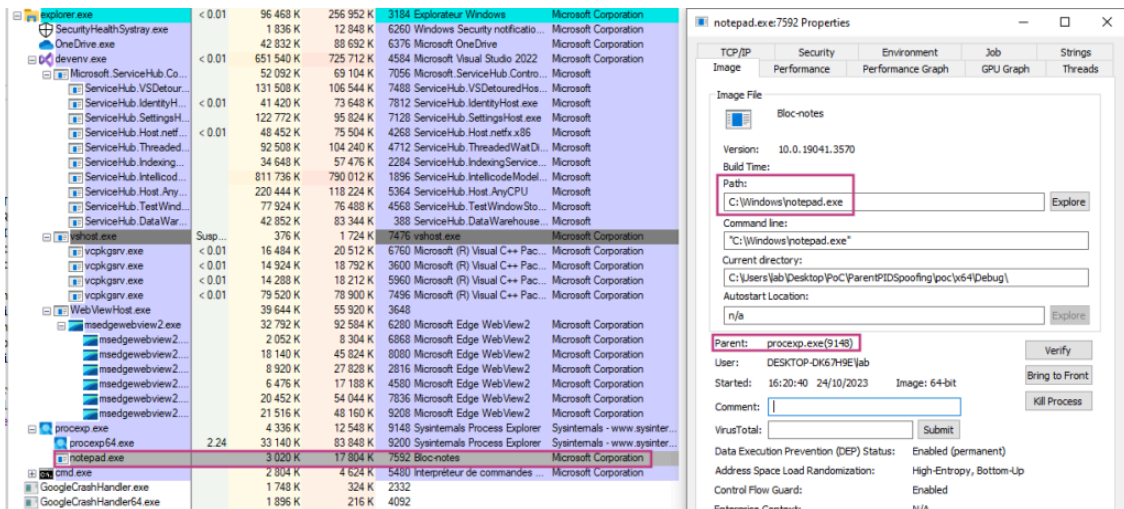 explorer.exe < 0.01 96 468 K 256 952 K 3184 Explorateur Windows Microsoft Corporation
SecurityHealthSystray.exe 1 836 K 12 848 K 6260 Windows Security notificatio... Microsoft Corporation
OneDrive.exe 42 832 K 88 692 K 6376 Microsoft OneDrive Microsoft Corporation
devenv.exe < 0.01 651 540 K 725 712 K 4584 Microsoft Visual Studio 2022 Microsoft Corporation
Microsoft.ServiceHub.Co... 52 092 K 69 104 K 7056 Microsoft.ServiceHub.Contro... Microsoft
ServiceHub.VSDetour... 131 508 K 106 544 K 7488 ServiceHub.VSDetouredHos... Microsoft
ServiceHub.IdentityH... < 0.01 41 420 K 73 648 K 7812 ServiceHub.IdentityHost.exe Microsoft
ServiceHub.SettingsH... 122 772 K 95 824 K 7128 ServiceHub.SettingsHost.exe Microsoft
ServiceHub.Host.netf... < 0.01 48 452 K 75 504 K 4268 ServiceHub.Host.netfx.x86 Microsoft
ServiceHub.Threaded... 92 508 K 104 240 K 4712 ServiceHub.ThreadedWaitDi... Microsoft
ServiceHub.Indexing... 34 648 K 57 476 K 2284 ServiceHub.IndexingService... Microsoft
ServiceHub.Intellicod... 811 736 K 790 012 K 1896 ServiceHub.IntellicodeModel... Microsoft
ServiceHub.Host.Any... 220 444 K 118 224 K 5364 ServiceHub.Host.AnyCPU Microsoft
ServiceHub.TestWind... 77 924 K 76 488 K 4568 ServiceHub.TestWindowSto... Microsoft
ServiceHub.DataWar... 42 852 K 83 344 K 388 ServiceHub.DataWarehouse... Microsoft
vshost.exe Susp... 376 K 1 724 K 7476 vshost.exe Microsoft Corporation
vcpkgsrv.exe < 0.01 16 484 K 20 512 K 6760 Microsoft (R) Visual C++ Pac... Microsoft Corporation
vcpkgsrv.exe < 0.01 14 924 K 18 792 K 3600 Microsoft (R) Visual C++ Pac... Microsoft Corporation
vcpkgsrv.exe < 0.01 14 288 K 18 212 K 5960 Microsoft (R) Visual C++ Pac... Microsoft Corporation
vcpkgsrv.exe < 0.01 79 520 K 78 900 K 7496 Microsoft (R) Visual C++ Pac... Microsoft Corporation
WebViewHost.exe 39 644 K 55 920 K 3648
msedgewebview2.exe 32 792 K 92 584 K 6280 Microsoft Edge WebView2 Microsoft Corporation
msedgewebview2.... 2 052 K 8 304 K 6868 Microsoft Edge WebView2 Microsoft Corporation
msedgewebview2.... 18 140 K 45 824 K 8080 Microsoft Edge WebView2 Microsoft Corporation
msedgewebview2.... 8 920 K 27 828 K 2816 Microsoft Edge WebView2 Microsoft Corporation
msedgewebview2.... 6 476 K 17 188 K 4580 Microsoft Edge WebView2 Microsoft Corporation
msedgewebview2.... 20 452 K 54 044 K 7836 Microsoft Edge WebView2 Microsoft Corporation
msedgewebview2.... 21 516 K 48 160 K 9208 Microsoft Edge WebView2 Microsoft Corporation
procexp.exe 4 336 K 12 548 K 9148 Sysinternals Process Explorer Sysinternals - www.sysinter...
procexp64.exe 2.24 33 140 K 83 848 K 9200 Sysinternals Process Explorer Sysinternals - www.sysinter...
notepad.exe 3 020 K 17 804 K 7592 Bloc-notes Microsoft Corporation
cmd.exe 2 804 K 4 624 K 5480 Interpréteur de commandes ... Microsoft Corporation
GoogleCrashHandler.exe 1 748 K 324 K 2332
GoogleCrashHandler64.exe 1 896 K 216 K 4092
notepad.exe:7592 Properties
TCP/IP Security Environment Job Strings
Image Performance Performance Graph GPU Graph Threads
Image File
Bloc-notes
Version: 10.0.19041.3570
Build Time:
Path:
C:\Windows\notepad.exe Explore
Command line:
"C:\Windows\notepad.exe"
Current directory:
C:\Users\lab\Desktop\PoC\ParentPIDSpoofing\poc\x64\Debug\
Autostart Location:
n/a Explore
Parent: procexp.exe(9148) Verify
User: DESKTOP-DK67H9E\lab
Bring to Front
Started: 16:20:40 24/10/2023 Image: 64-bit
Kill Process
Comment:
VirusTotal: Submit
Data Execution Prevention (DEP) Status: Enabled (permanent)
Address Space Load Randomization: High-Entropy, Bottom-Up
Control Flow Guard: Enabled